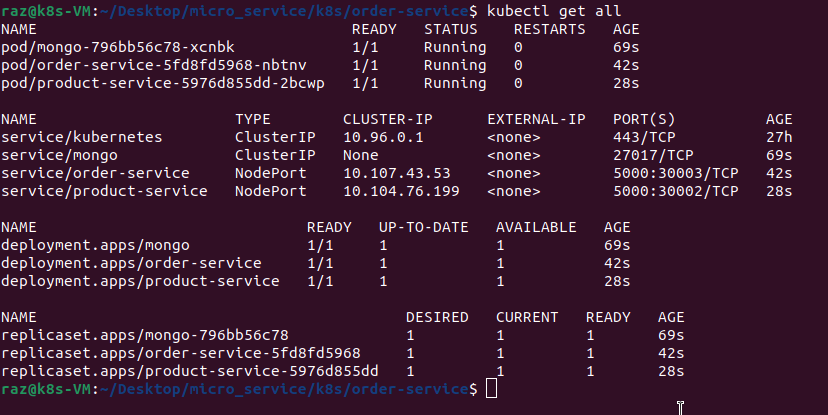 raz@k8s-VM:~/Desktop/micro_service/k8s/order-service$ kubectl get all
NAME READY STATUS RESTARTS AGE
pod/mongo-796bb56c78-xcnbk 1/1 Running 0 69s
pod/order-service-5fd8fd5968-nbtnv 1/1 Running 0 42s
pod/product-service-5976d855dd-2bcwp 1/1 Running 0 28s
NAME TYPE CLUSTER-IP EXTERNAL-IP PORT(S) AGE
service/kubernetes ClusterIP 10.96.0.1 <none> 443/TCP 27h
service/mongo ClusterIP None <none> 27017/TCP 69s
service/order-service NodePort 10.107.43.53 <none> 5000:30003/TCP 42s
service/product-service NodePort 10.104.76.199 <none> 5000:30002/TCP 28s
NAME READY UP-TO-DATE AVAILABLE AGE
deployment.apps/mongo 1/1 1 1 69s
deployment.apps/order-service 1/1 1 1 42s
deployment.apps/product-service 1/1 1 1 28s
NAME DESIRED CURRENT READY AGE
replicaset.apps/mongo-796bb56c78 1 1 1 69s
replicaset.apps/order-service-5fd8fd5968 1 1 1 42s
replicaset.apps/product-service-5976d855dd 1 1 1 28s
raz@k8s-VM:~/Desktop/micro_service/k8s/order-service$